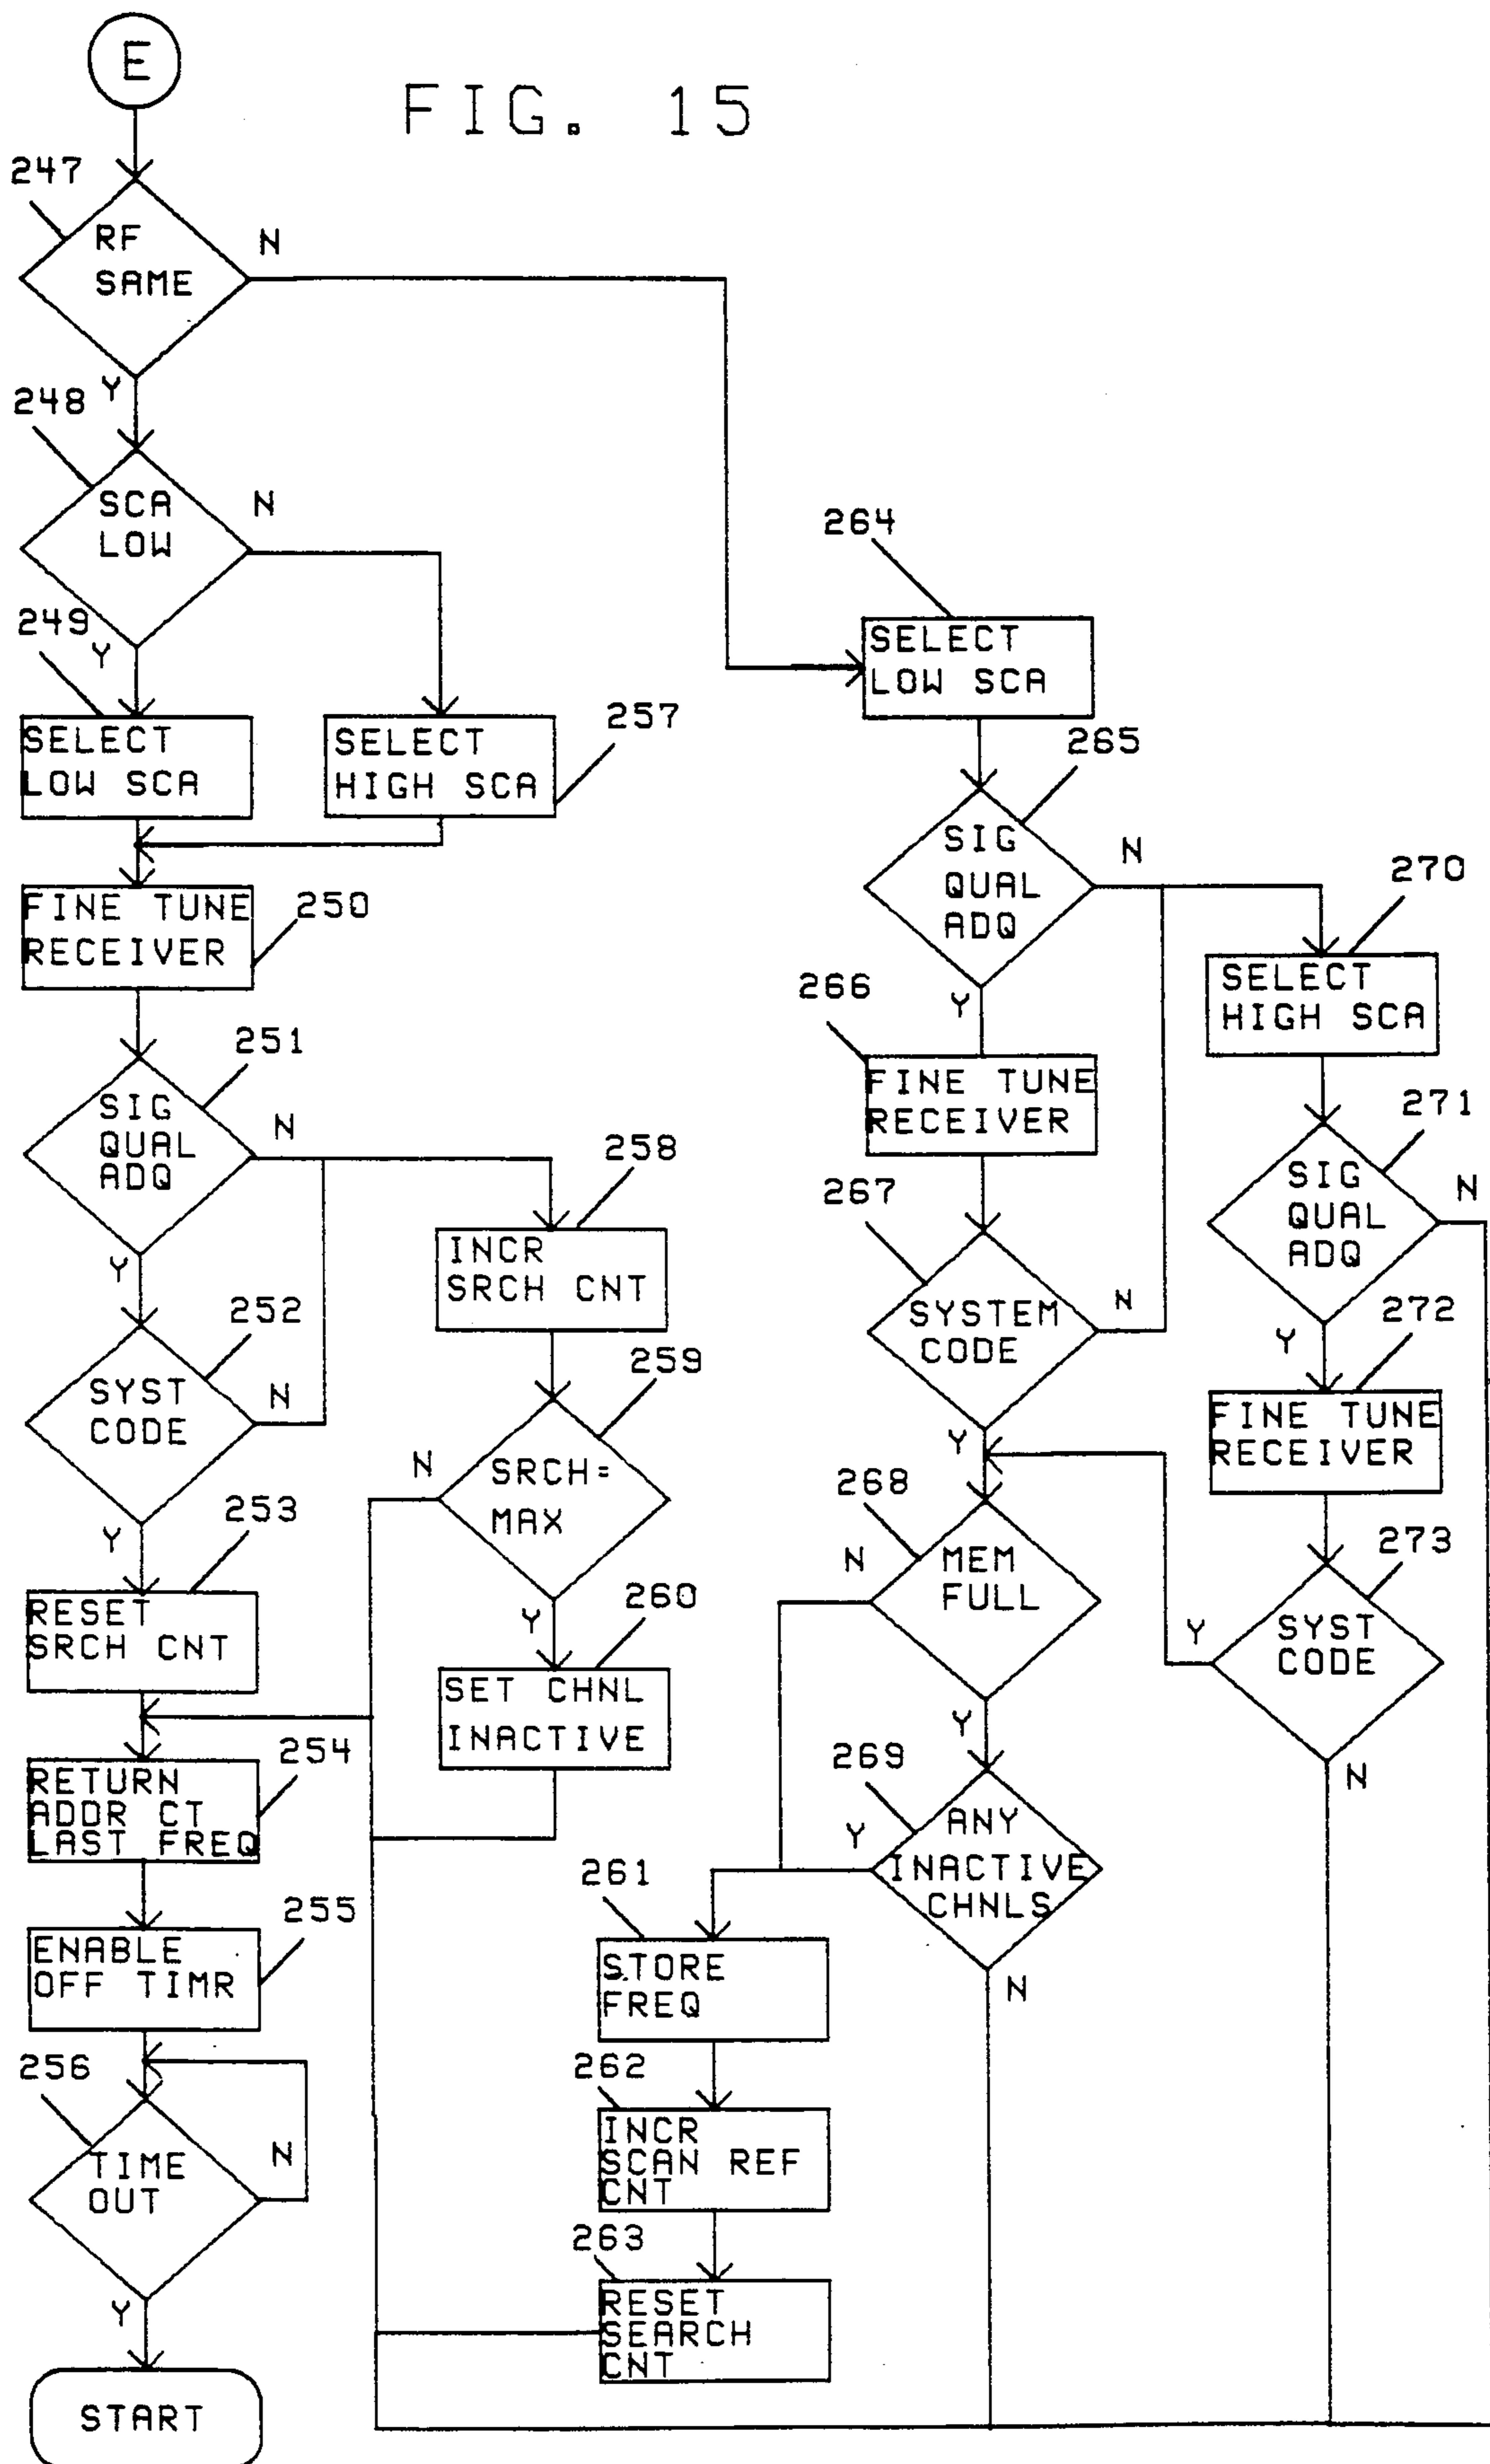 E
FIG. 15
247
RF
SAME
N
Y
248
SCA
LOW
N
249
Y
SELECT
LOW SCA
SELECT
HIGH SCA
257
FINE TUNE
RECEIVER
250
251
SIG
QUAL
ADQ
N
Y
252
SYST
CODE
N
Y
253
RESET
SRCH CNT
254
RETURN
ADDR CT
LAST FREQ
255
ENABLE
OFF TIMR
256
TIME
OUT
N
Y
START
258
INCR
SRCH CNT
259
N
SRCH=
MAX
Y
260
SET CHNL
INACTIVE
264
SELECT
LOW SCA
265
SIG
QUAL
ADQ
N
266
Y
FINE TUNE
RECEIVER
267
SYSTEM
CODE
N
Y
268
N
MEM
FULL
Y
269
Y
ANY
INACTIVE
CHNLS
N
261
STORE
FREQ
262
INCR
SCAN REF
CNT
263
RESET
SEARCH
CNT
270
SELECT
HIGH SCA
271
SIG
QUAL
ADQ
N
Y
272
FINE TUNE
RECEIVER
273
Y
SYST
CODE
N